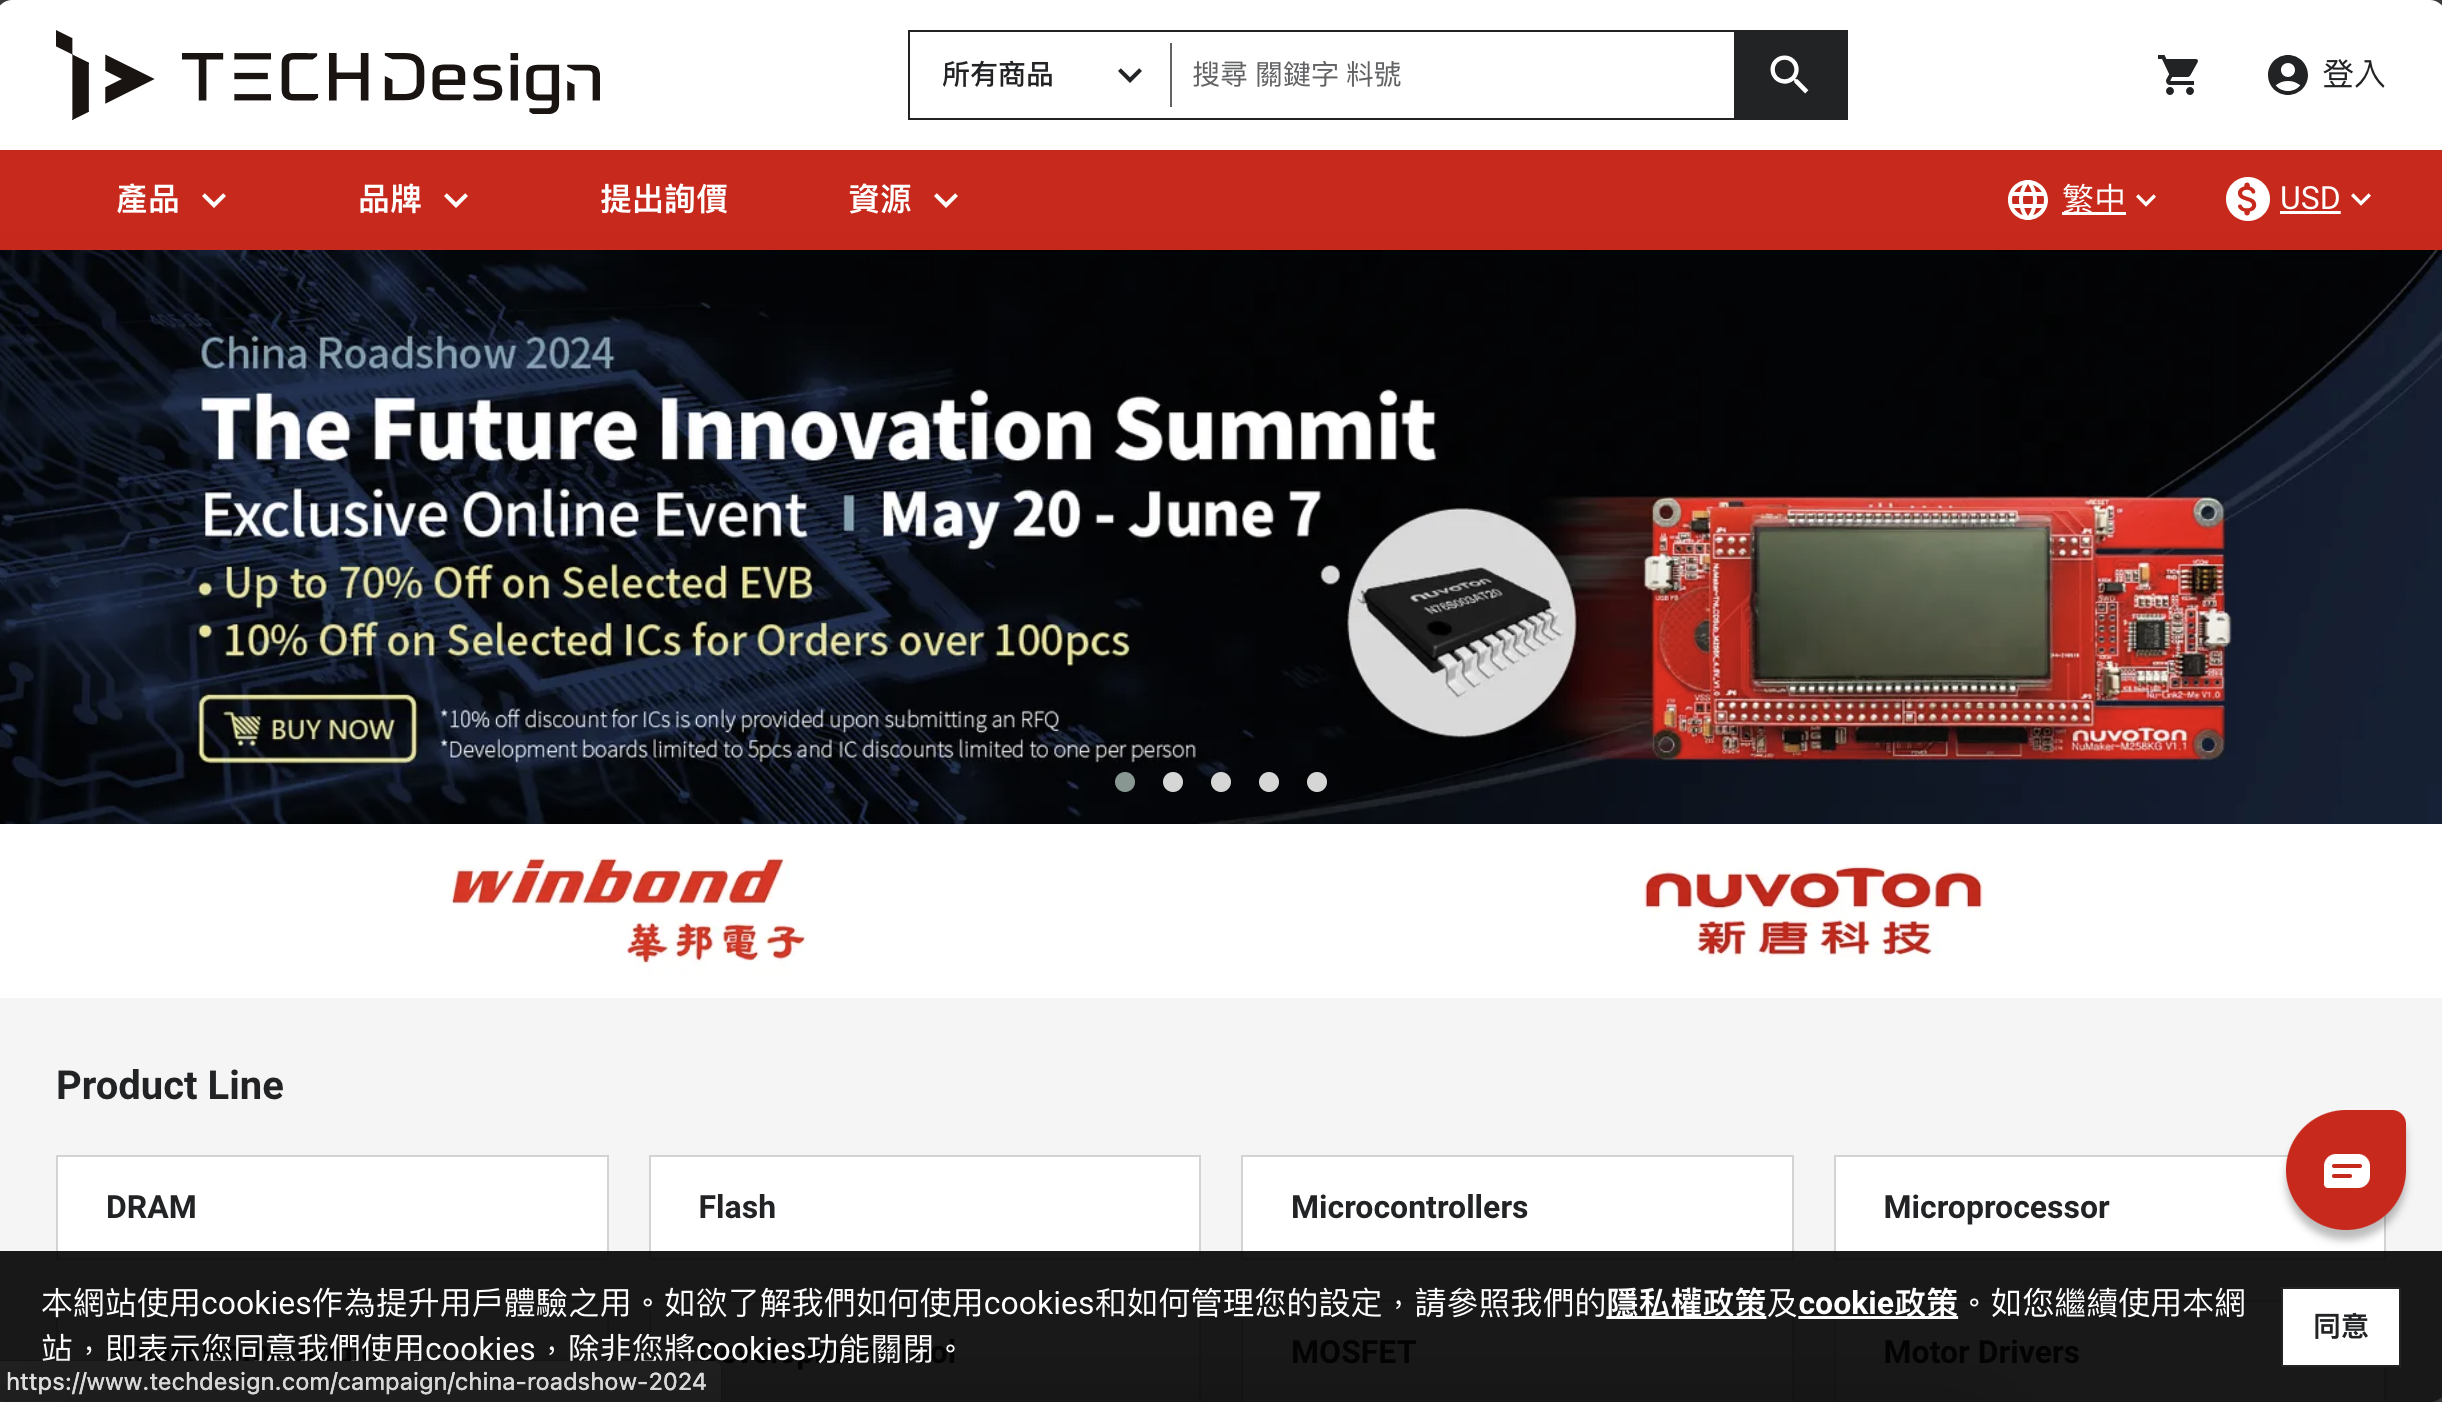 TECHDesign
所有商品
搜尋 關鍵字 料號
登入
產品
品牌
提出詢價
資源
繁中
USD
China Roadshow 2024
The Future Innovation Summit
Exclusive Online Event | May 20 - June 7
• Up to 70% Off on Selected EVB
• 10% Off on Selected ICs for Orders over 100pcs
BUY NOW
*10% off discount for ICs is only provided upon submitting an RFQ
*Development boards limited to 5pcs and IC discounts limited to one per person
nuvoTon
N76S003AT20
nuvoTon
NuMaker-M258KG V1.1
winbond
華邦電子
nuvoTon
新唐科技
Product Line
DRAM
Flash
Microcontrollers
Microprocessor
本網站使用cookies作為提升用戶體驗之用。如欲了解我們如何使用cookies和如何管理您的設定，請參照我們的隱私權政策及cookie政策。如您繼續使用本網
站，即表示您同意我們使用cookies，除非您將cookies功能關閉。
同意
MOSFET
Motor Drivers
https://www.techdesign.com/campaign/china-roadshow-2024